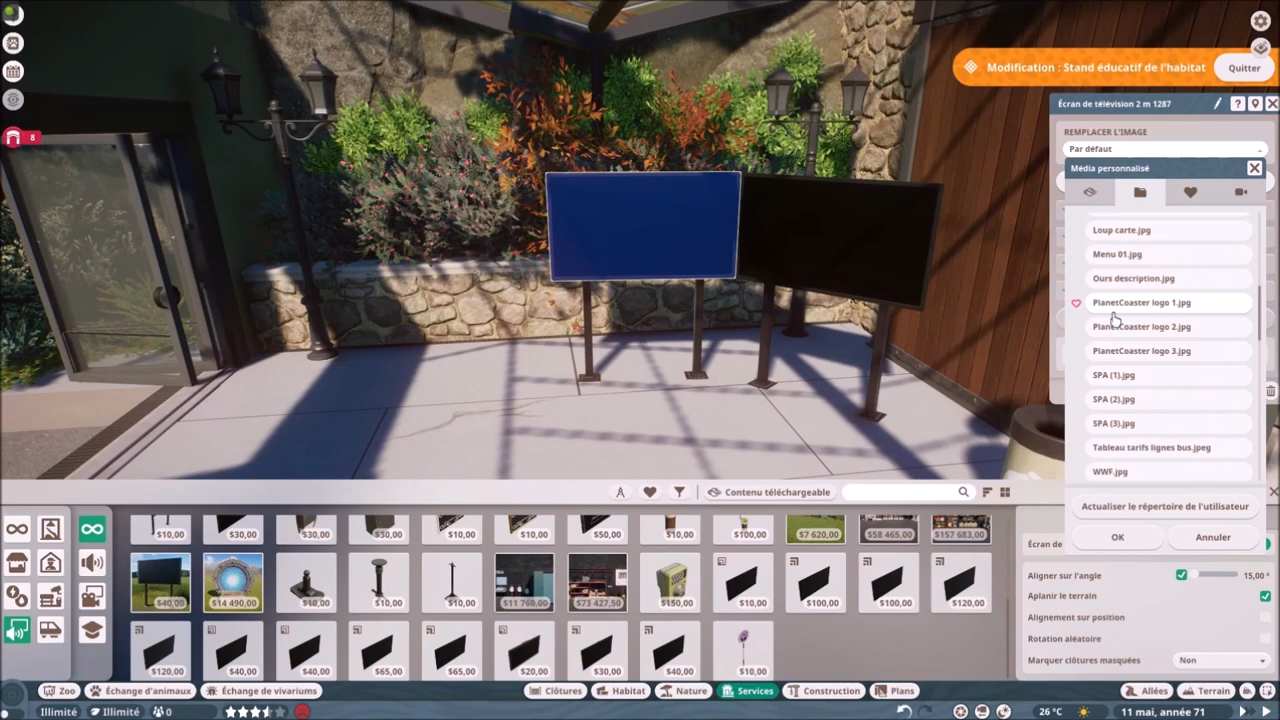 Modification : Stand éducatif de l'habitat
Quitter
8
Écran de télévision 2 m 1287
?
REMPLACER L'IMAGE
Par défaut
Média personnalisé
Loup carte.jpg
Menu 01.jpg
Ours description.jpg
PlanetCoaster logo 1.jpg
PlanetCoaster logo 2.jpg
PlanetCoaster logo 3.jpg
SPA (1).jpg
SPA (2).jpg
SPA (3).jpg
Tableau tarifs lignes bus.jpeg
WWF.jpg
Actualiser le répertoire de l'utilisateur
OK
Annuler
Contenu téléchargeable
$10,00 $30,00 $30,00 $10,00 $10,00 $50,00 $10,00 $100,00 $7 620,00 $58 465,00 $157 683,00
$40,00 $14 490,00 $10,00 $10,00 $10,00 $11 760,00 $73 427,50 $150,00 $10,00 $100,00 $100,00 $120,00
$120,00 $40,00 $40,00 $65,00 $65,00 $20,00 $30,00 $40,00 $10,00
Écran de
Aligner sur l'angle
15,00 °
Aplanir le terrain
Alignement sur position
Rotation aléatoire
Marquer clôtures masquées
Non
Zoo
Échange d'animaux
Échange de vivariums
Clôtures
Habitat
Nature
Services
Construction
Plans
Allées
Terrain
Illimité
Illimité
0
26 °C
11 mai, année 71